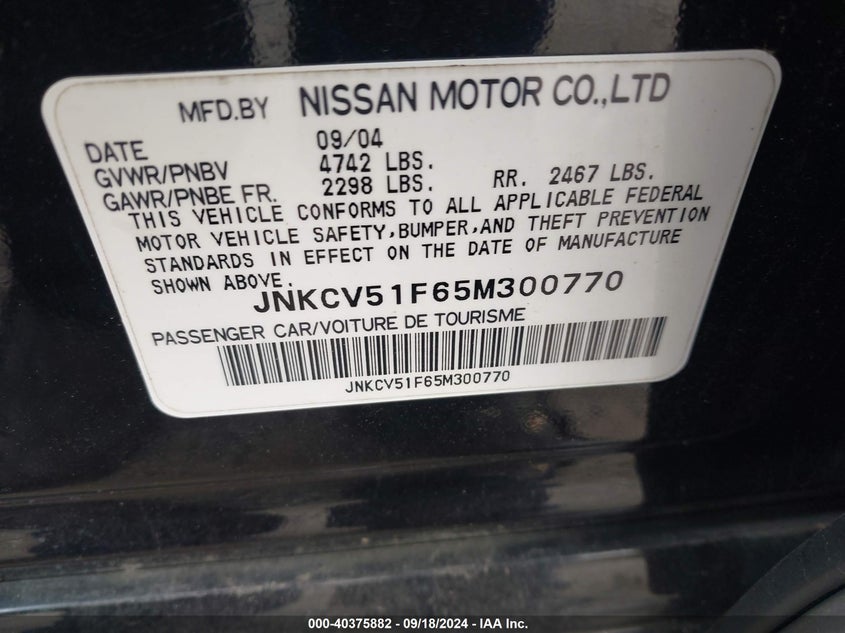 MFD.BY NISSAN MOTOR CO.,LTD
DATE 09/04
GVWR/PNBV 4742 LBS.
GAWR/PNBE FR. 2298 LBS. RR. 2467 LBS.
THIS VEHICLE CONFORMS TO ALL APPLICABLE FEDERAL
MOTOR VEHICLE SAFETY,BUMPER,AND THEFT PREVENTION
STANDARDS IN EFFECT ON THE DATE OF MANUFACTURE
SHOWN ABOVE.
JNKCV51F65M300770
PASSENGER CAR/VOITURE DE TOURISME
JNKCV51F65M300770
000-40375882 - 09/18/2024 - IAA Inc.